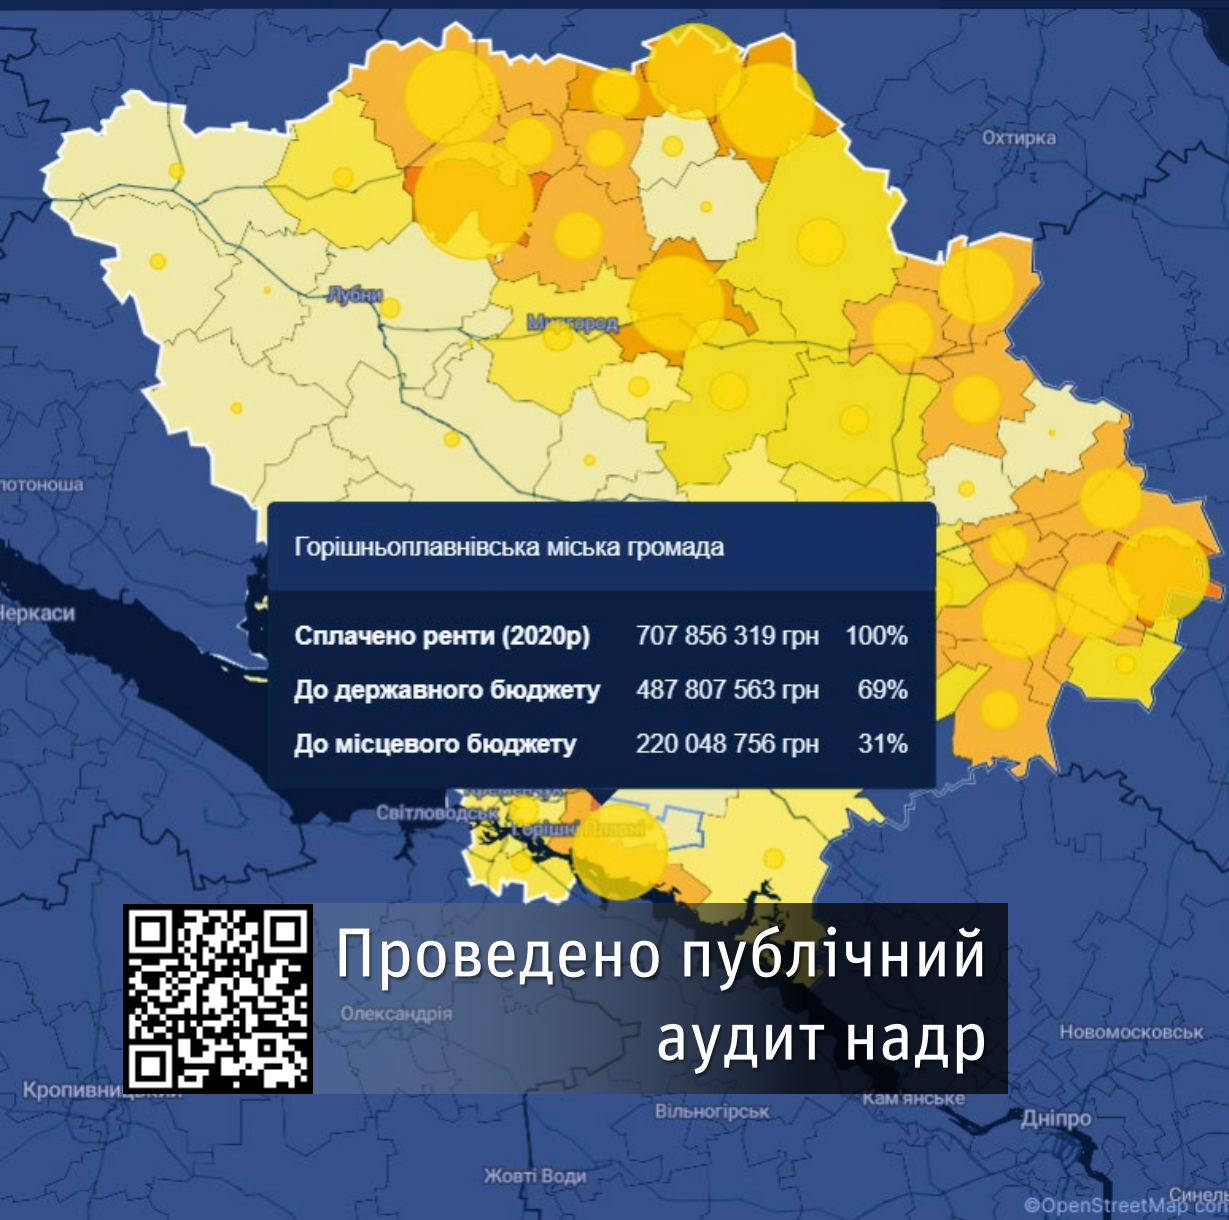 Охтирка
Лубни
Миргород
Черкаси
Горішньоплавнівська міська громада
Сплачено ренти (2020р) 707 856 319 грн 100%
До державного бюджету 487 807 563 грн 69%
До місцевого бюджету 220 048 756 грн 31%
Світловодськ
Горішні Плавні
Проведено публічний
аудит надр
Олександрія
Новомосковськ
Кам'янське
Вільногірськ
Дніпро
Жовті Води
©OpenStreetMap